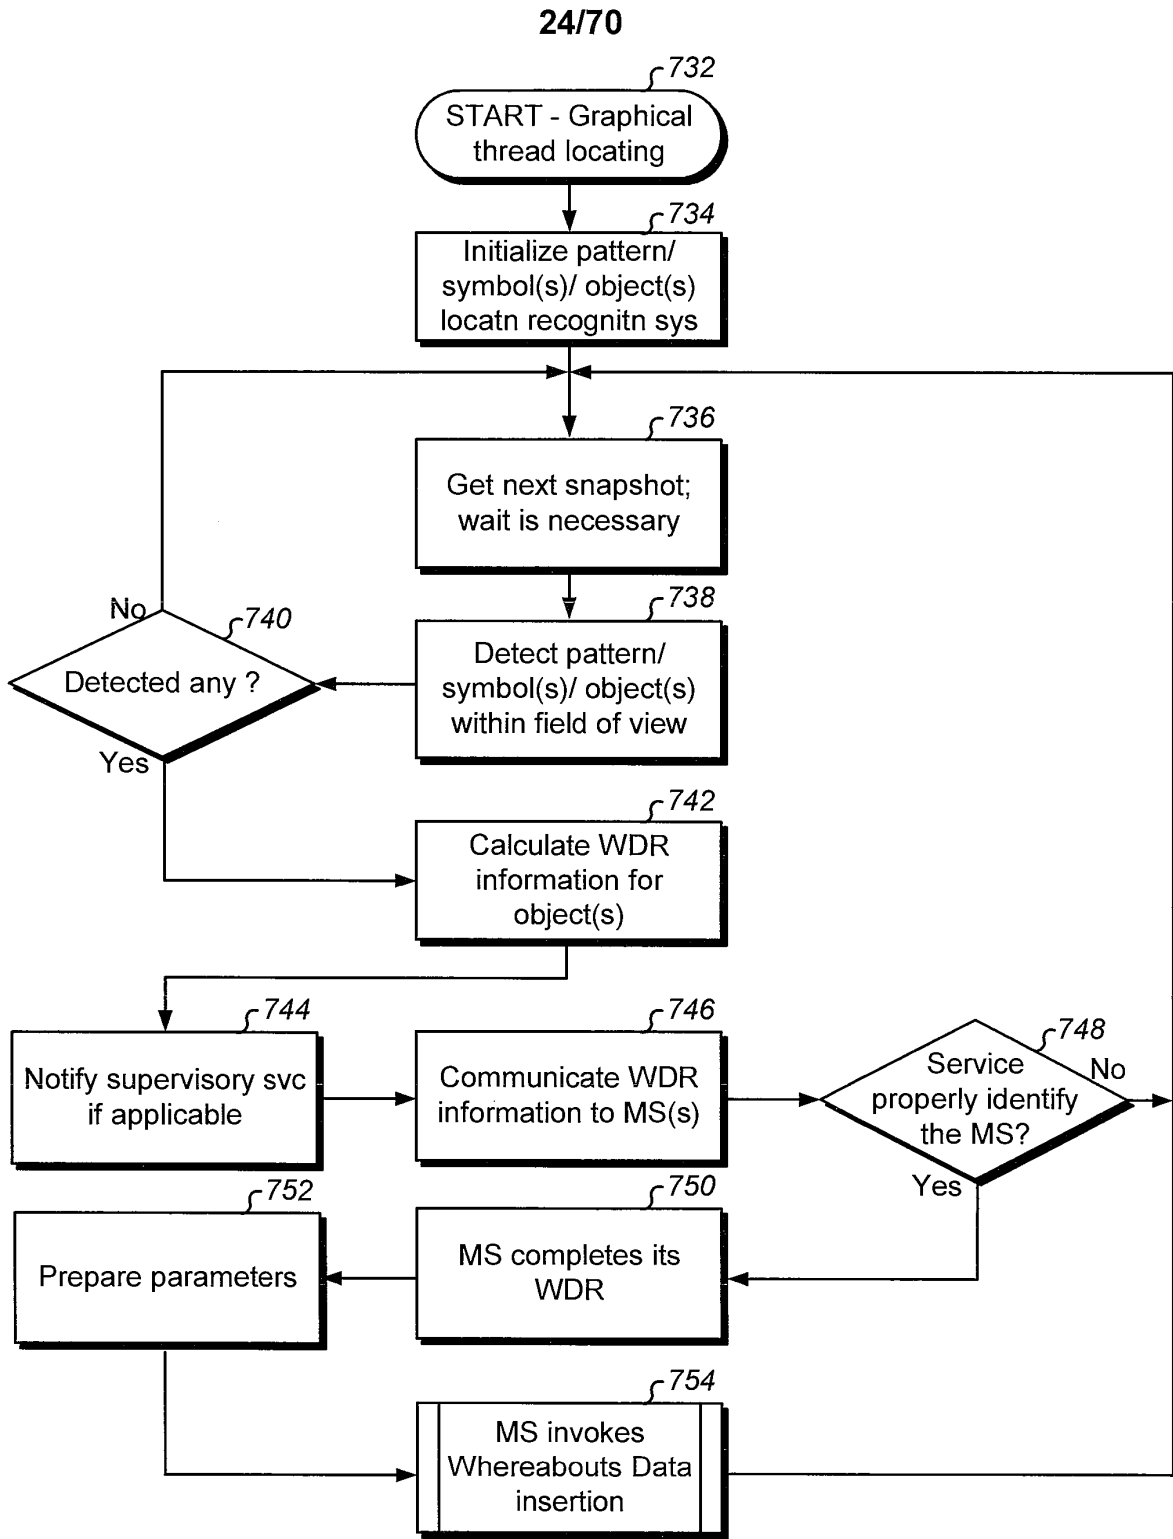 24/70
732
START - Graphical
thread locating
734
Initialize pattern/
symbol(s)/ object(s)
locatn recognitn sys
736
Get next snapshot;
wait is necessary
738
Detect pattern/
symbol(s)/ object(s)
within field of view
No
740
Detected any ?
Yes
742
Calculate WDR
information for
object(s)
744
Notify supervisory svc
if applicable
746
Communicate WDR
information to MS(s)
748
Service
properly identify
the MS?
No
Yes
750
MS completes its
WDR
752
Prepare parameters
754
MS invokes
Whereabouts Data
insertion